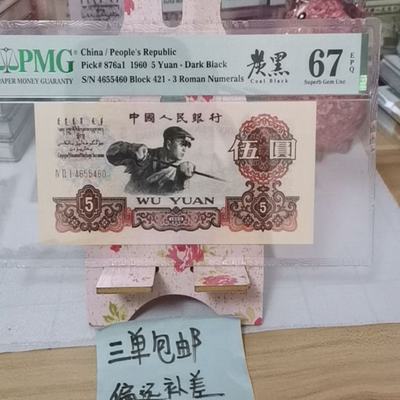 PMG
PAPER MONEY GUARANTY
China / People's Republic
Pick# 876a1 1960 5 Yuan - Dark Black
S/N 4655460 Block 421 - 3 Roman Numerals
炭黑
Coal Black
67
EPQ
Superb Gem Unc
中國人民銀行
伍圓
4655460
WU YUAN
5
5
三单包邮
偏远补差